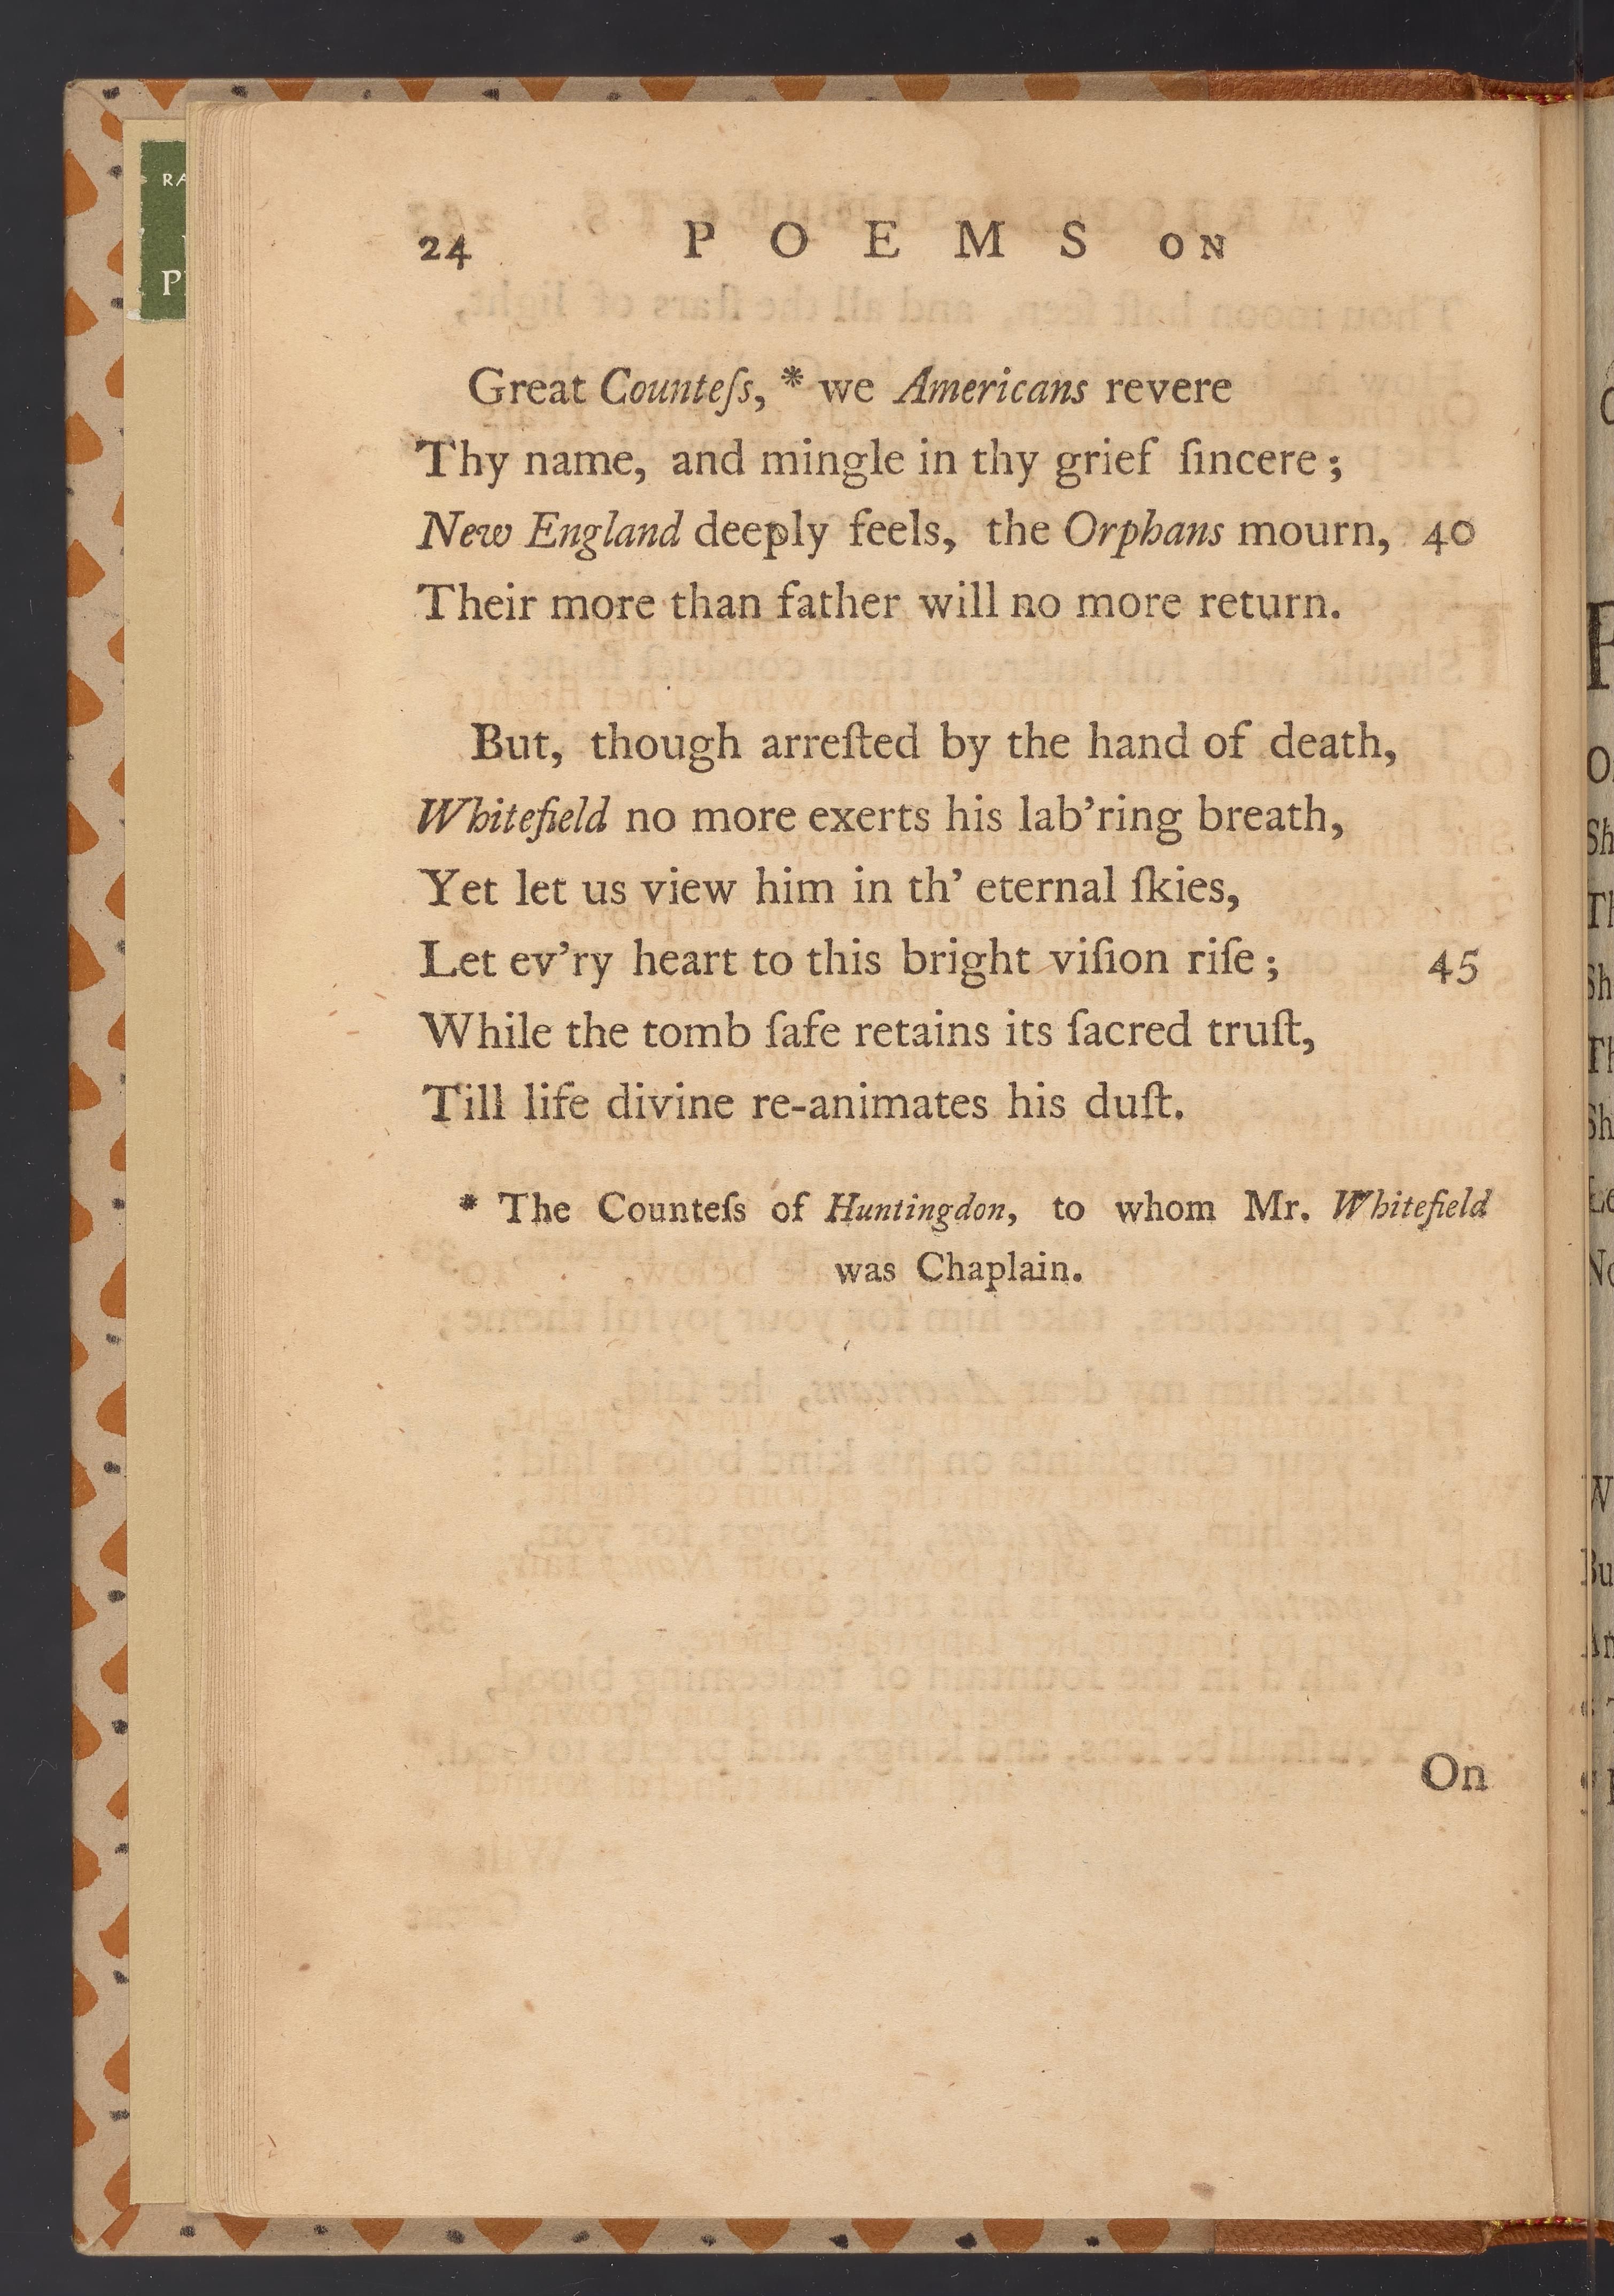 24 POEMS ON
Great Counteſs, * we Americans revere
Thy name, and mingle in thy grief ſincere;
New England deeply feels, the Orphans mourn, 40
Their more than father will no more return.
But, though arreſted by the hand of death,
Whitefield no more exerts his lab'ring breath,
Yet let us view him in th' eternal ſkies,
Let ev'ry heart to this bright viſion riſe; 45
While the tomb ſafe retains its ſacred truſt,
Till life divine re-animates his duſt.
* The Counteſs of Huntingdon, to whom Mr. Whitefield
was Chaplain.
On